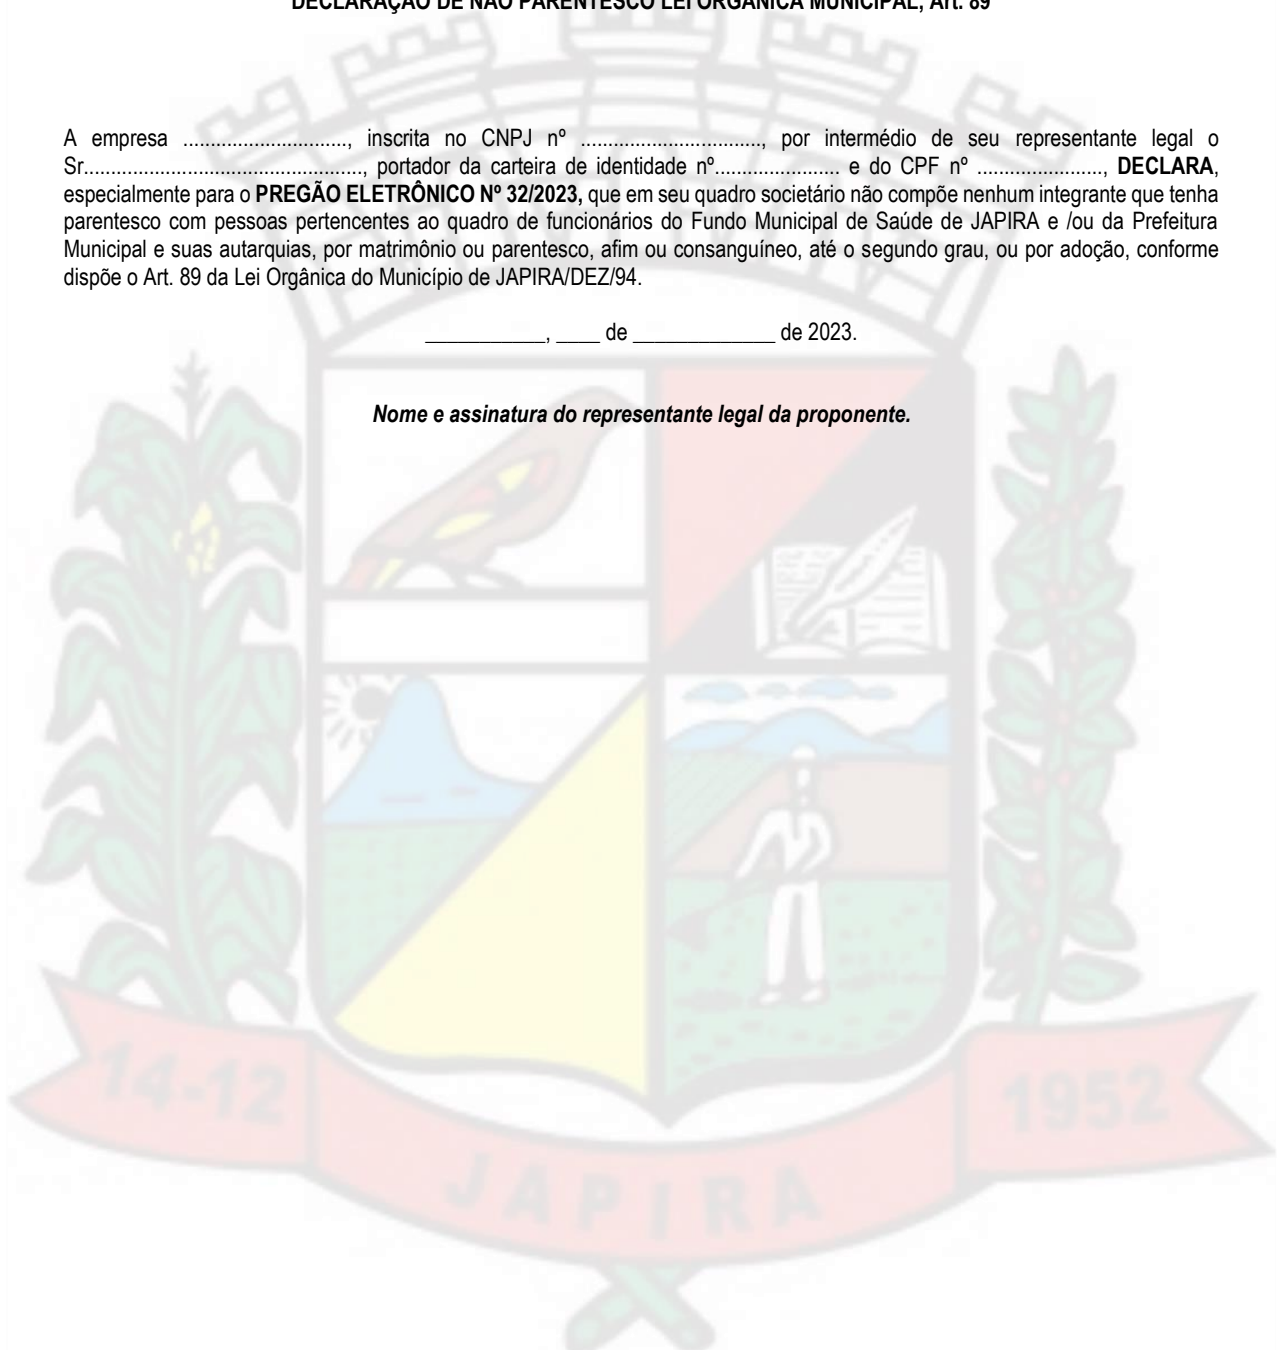 DECLARAÇÃO DE NÃO PARENTESCO LEI ORGÂNICA MUNICIPAL, Art. 89
A empresa .............................., inscrita no CNPJ nº ................................., por intermédio de seu representante legal o
Sr..................................................., portador da carteira de identidade nº....................... e do CPF nº ......................., DECLARA,
especialmente para o PREGÃO ELETRÔNICO Nº 32/2023, que em seu quadro societário não compõe nenhum integrante que tenha
parentesco com pessoas pertencentes ao quadro de funcionários do Fundo Municipal de Saúde de JAPIRA e /ou da Prefeitura
Municipal e suas autarquias, por matrimônio ou parentesco, afim ou consanguíneo, até o segundo grau, ou por adoção, conforme
dispõe o Art. 89 da Lei Orgânica do Município de JAPIRA/DEZ/94.
___________, ____ de _____________ de 2023.
Nome e assinatura do representante legal da proponente.
14-12
1952
JAPIRA